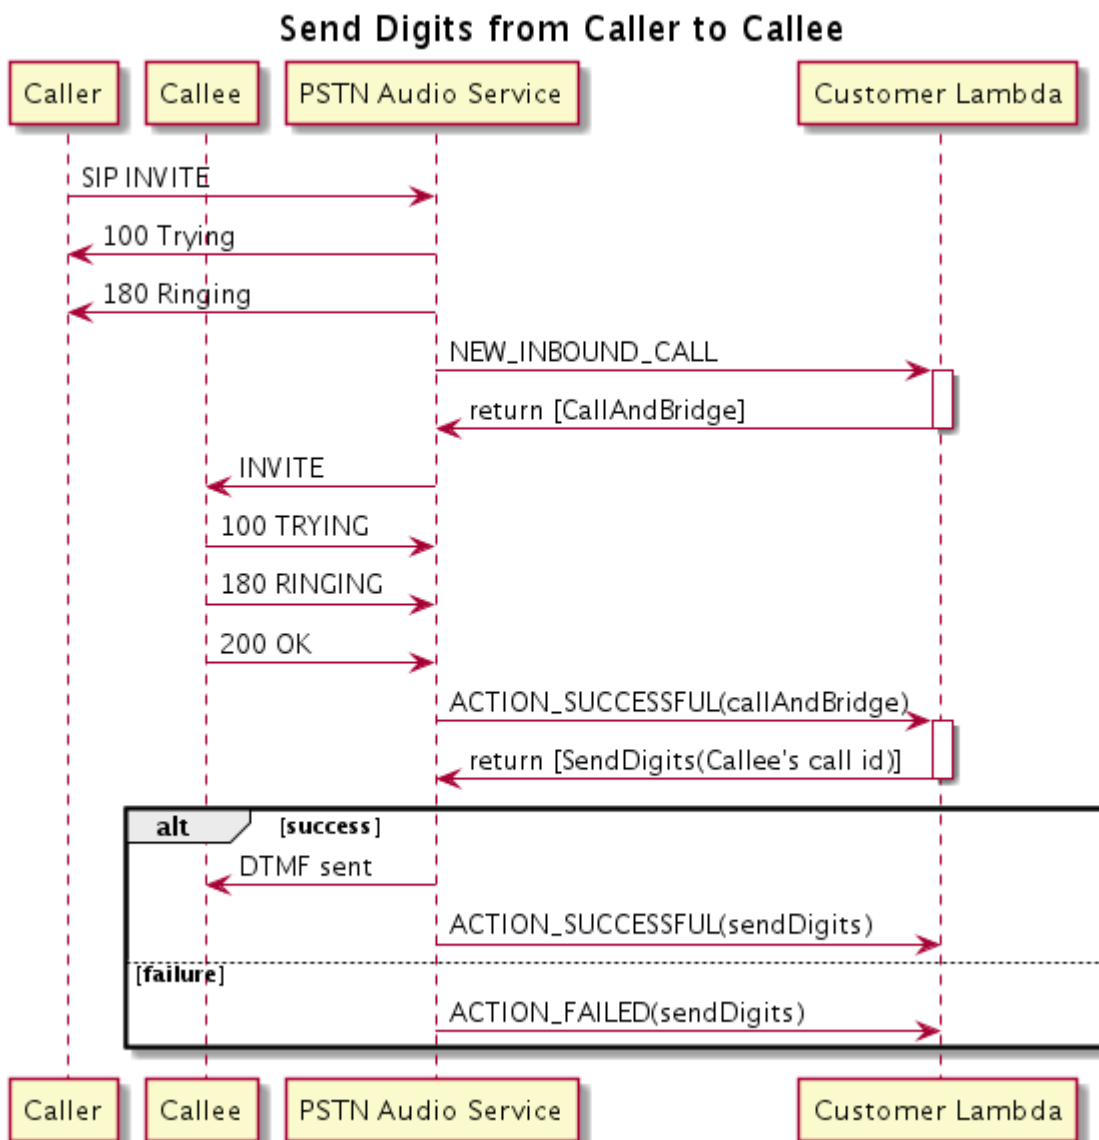 Send Digits from Caller to Callee
Caller Callee PSTN Audio Service Customer Lambda
SIP INVITE
100 Trying
180 Ringing
NEW_INBOUND_CALL
return [CallAndBridge]
INVITE
100 TRYING
180 RINGING
200 OK
ACTION_SUCCESSFUL(callAndBridge)
return [SendDigits(Callee's call id)]
alt [success]
DTMF sent
ACTION_SUCCESSFUL(sendDigits)
[failure]
ACTION_FAILED(sendDigits)
Caller Callee PSTN Audio Service Customer Lambda